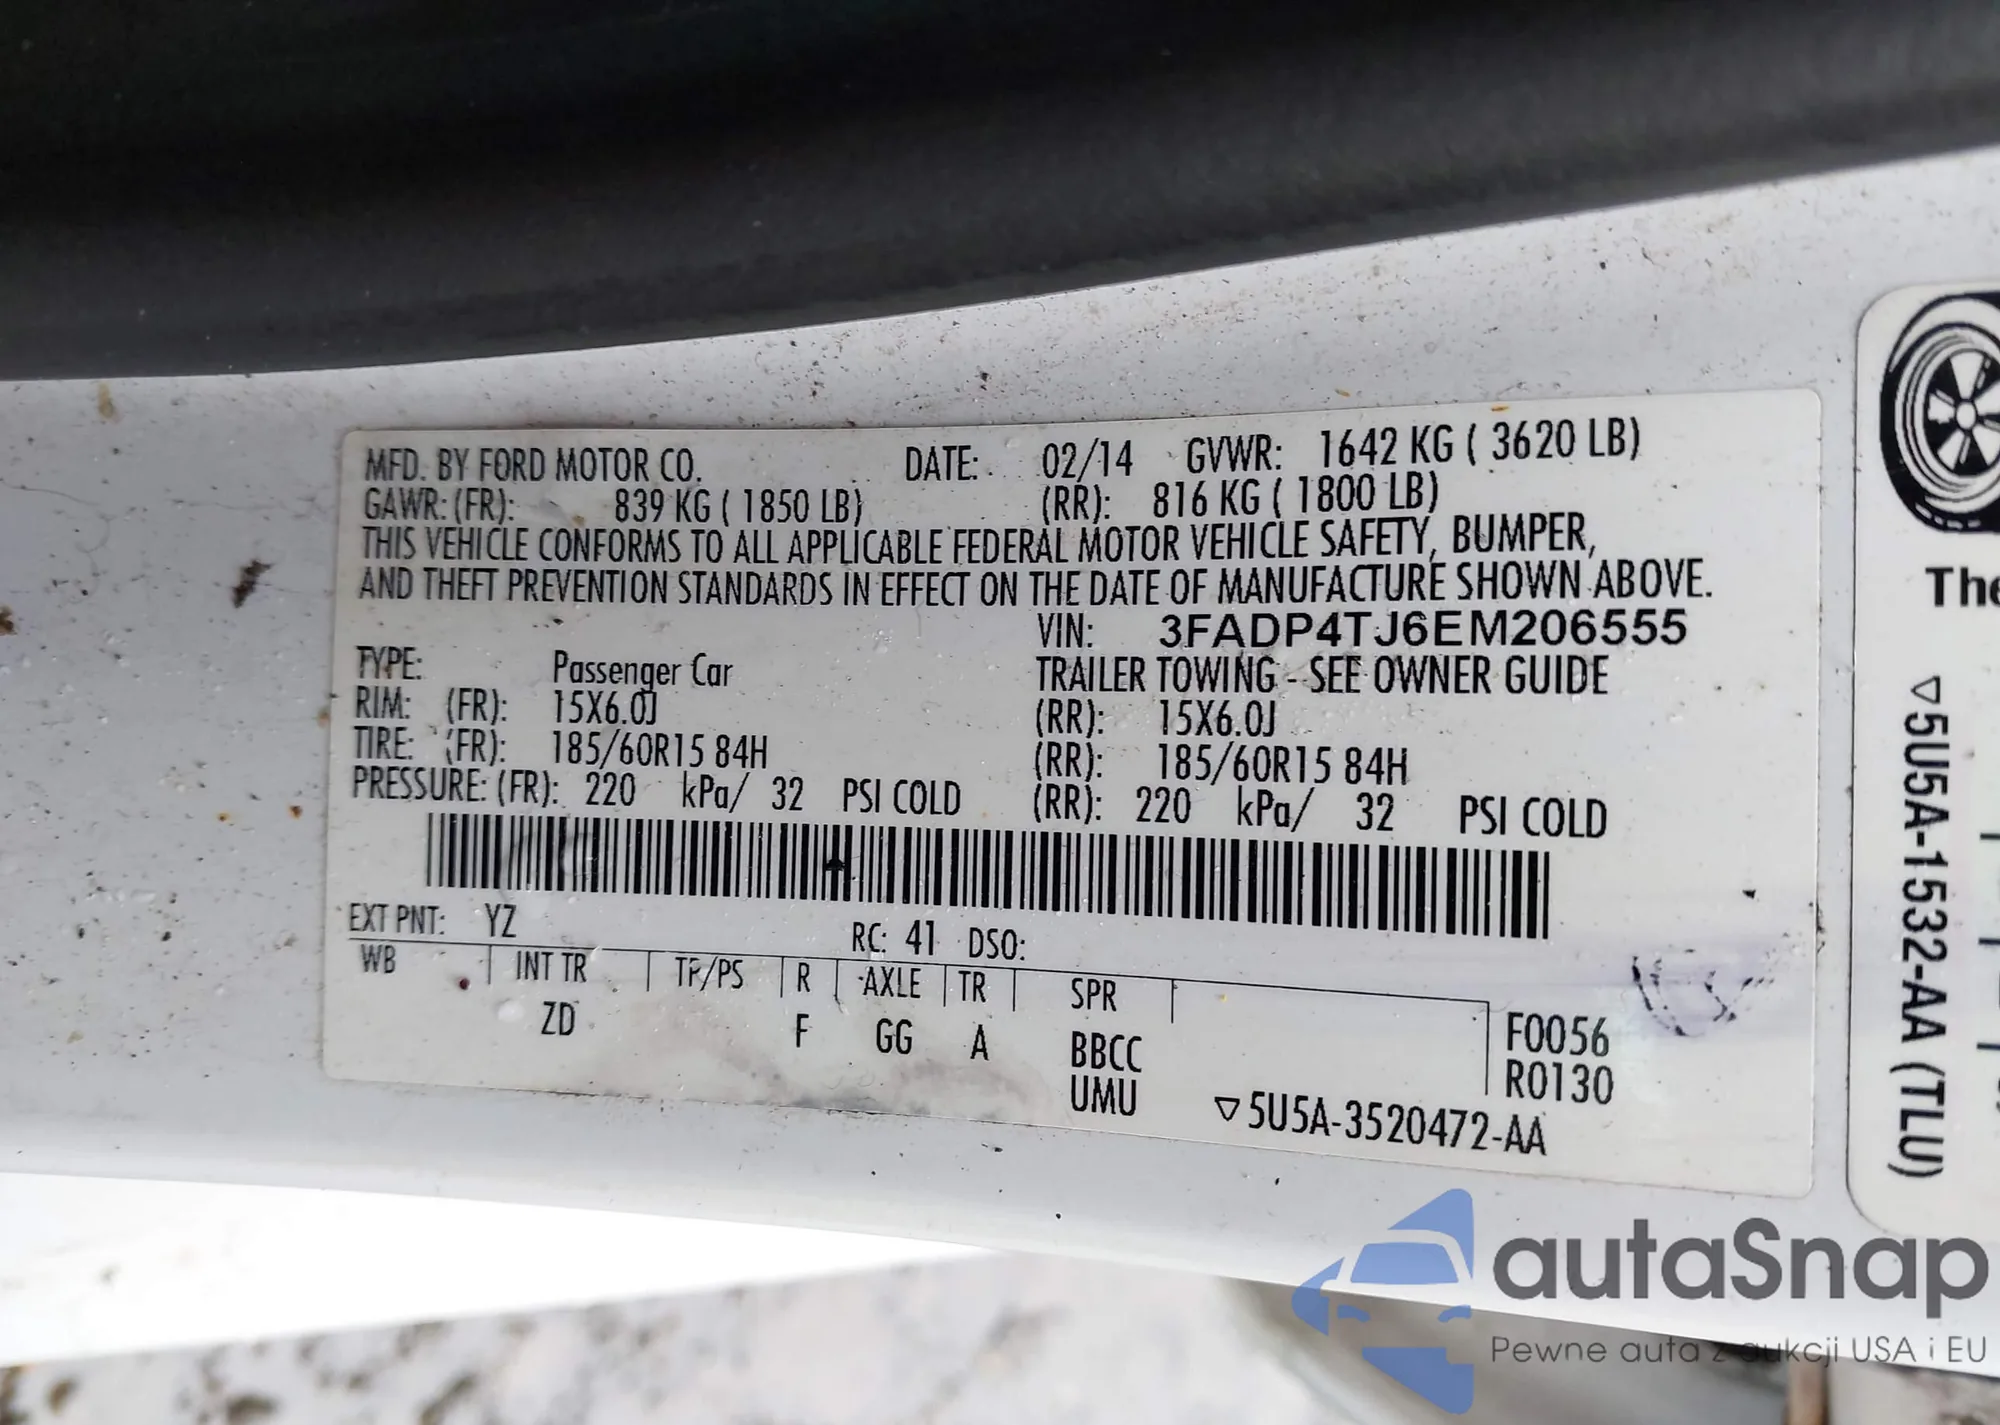 MFD. BY FORD MOTOR CO. DATE: 02/14 GVWR: 1642 KG ( 3620 LB)
GAWR: (FR): 839 KG ( 1850 LB) (RR): 816 KG ( 1800 LB)
THIS VEHICLE CONFORMS TO ALL APPLICABLE FEDERAL MOTOR VEHICLE SAFETY, BUMPER,
AND THEFT PREVENTION STANDARDS IN EFFECT ON THE DATE OF MANUFACTURE SHOWN ABOVE.
VIN: 3FADP4TJ6EM206555
TYPE: Passenger Car TRAILER TOWING - SEE OWNER GUIDE
RIM: (FR): 15X6.0J (RR): 15X6.0J
TIRE: (FR): 185/60R15 84H (RR): 185/60R15 84H
PRESSURE: (FR): 220 kPa/ 32 PSI COLD (RR): 220 kPa/ 32 PSI COLD
EXT PNT: YZ RC: 41 DSO:
WB INT TR TP/PS R AXLE TR SPR
ZD F GG A BBCC F0056
UMU R0130
▽5U5A-3520472-AA
The
▽5U5A-1532-AA (TLU)
autaSnap
Pewne auta z aukcji USA i EU